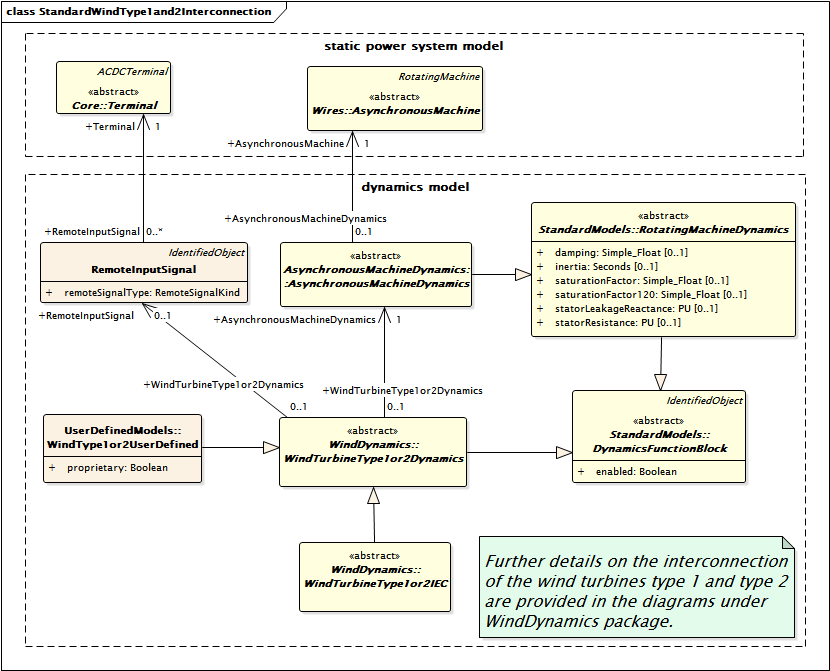 class StandardWindType1and2Interconnection
static power system model
ACDCTerminal
«abstract»
Core::Terminal
RotatingMachine
«abstract»
Wires::AsynchronousMachine
+Terminal 1
+AsynchronousMachine 1
dynamics model
+RemoteInputSignal 0..*
+AsynchronousMachineDynamics
0..1
IdentifiedObject
RemoteInputSignal
+ remoteSignalType: RemoteSignalKind
«abstract»
AsynchronousMachineDynamics:
:AsynchronousMachineDynamics
«abstract»
StandardModels::RotatingMachineDynamics
+ damping: Simple_Float [0..1]
+ inertia: Seconds [0..1]
+ saturationFactor: Simple_Float [0..1]
+ saturationFactor120: Simple_Float [0..1]
+ statorLeakageReactance: PU [0..1]
+ statorResistance: PU [0..1]
+RemoteInputSignal 0..1
+AsynchronousMachineDynamics 1
+WindTurbineType1or2Dynamics
0..1
+WindTurbineType1or2Dynamics
0..1
UserDefinedModels::
WindType1or2UserDefined
+ proprietary: Boolean
«abstract»
WindDynamics::
WindTurbineType1or2Dynamics
IdentifiedObject
«abstract»
StandardModels::
DynamicsFunctionBlock
+ enabled: Boolean
«abstract»
WindDynamics::
WindTurbineType1or2IEC
Further details on the interconnection
of the wind turbines type 1 and type 2
are provided in the diagrams under
WindDynamics package.